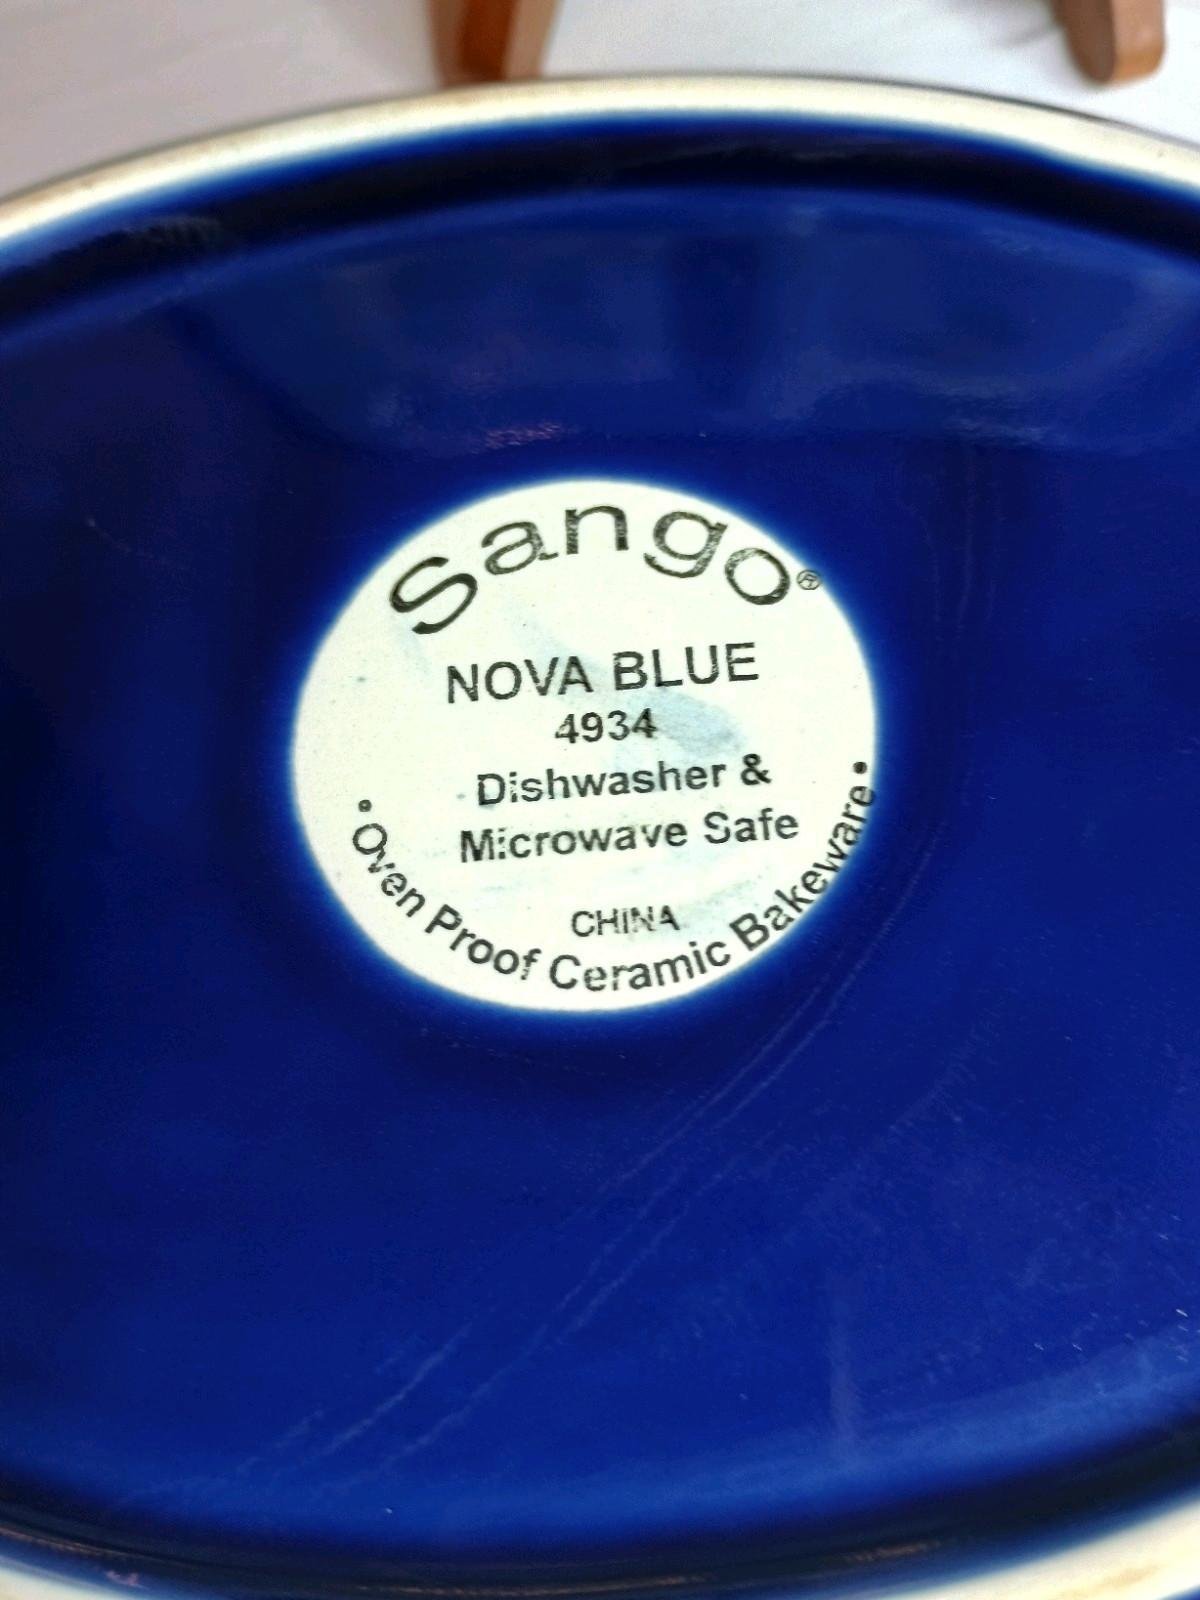 Sango®
NOVA BLUE
4934
Dishwasher &
Microwave Safe
CHINA
• Oven Proof Ceramic Bakeware •